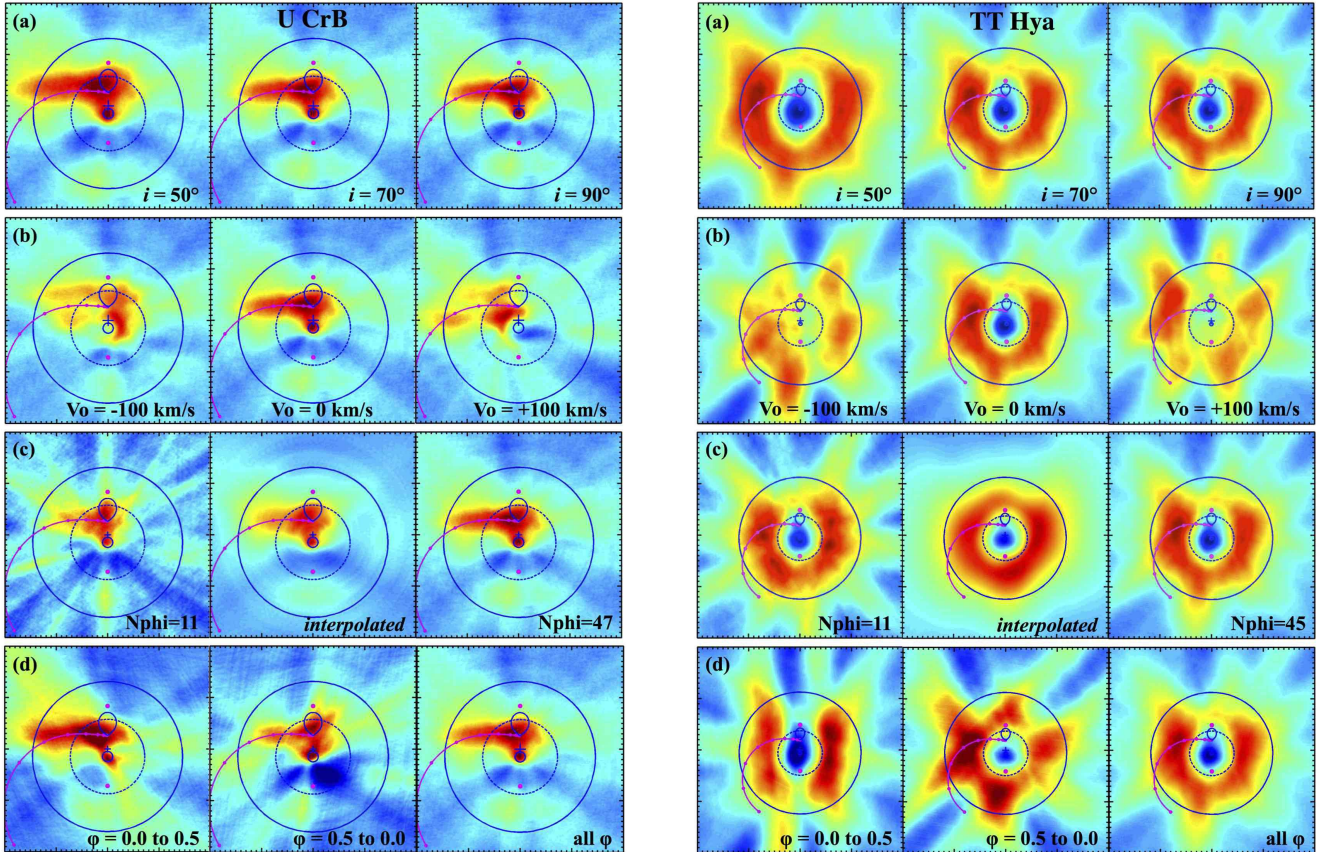 U CrB
(a)
i = 50°
i = 70°
i = 90°
(b)
Vo = -100 km/s
Vo = 0 km/s
Vo = +100 km/s
(c)
Nphi=11
interpolated
Nphi=47
(d)
φ = 0.0 to 0.5
φ = 0.5 to 0.0
all φ
TT Hya
(a)
i = 50°
i = 70°
i = 90°
(b)
Vo = -100 km/s
Vo = 0 km/s
Vo = +100 km/s
(c)
Nphi=11
interpolated
Nphi=45
(d)
φ = 0.0 to 0.5
φ = 0.5 to 0.0
all φ